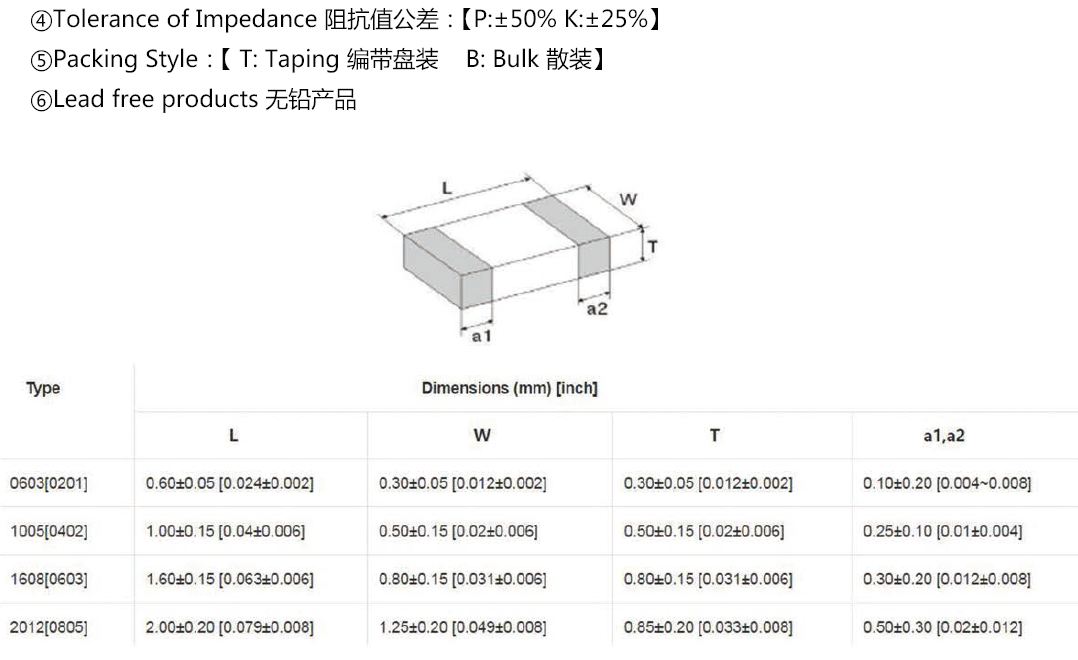 ④Tolerance of Impedance 阻抗值公差 :【P:±50% K:±25%】
⑤Packing Style :【 T: Taping 编带盘装 B: Bulk 散装】
⑥Lead free products 无铅产品
L
W
T
a2
a1
Type Dimensions (mm) [inch]
L W T a1,a2
0603[0201] 0.60±0.05 [0.024±0.002] 0.30±0.05 [0.012±0.002] 0.30±0.05 [0.012±0.002] 0.10±0.20 [0.004~0.008]
1005[0402] 1.00±0.15 [0.04±0.006] 0.50±0.15 [0.02±0.006] 0.50±0.15 [0.02±0.006] 0.25±0.10 [0.01±0.004]
1608[0603] 1.60±0.15 [0.063±0.006] 0.80±0.15 [0.031±0.006] 0.80±0.15 [0.031±0.006] 0.30±0.20 [0.012±0.008]
2012[0805] 2.00±0.20 [0.079±0.008] 1.25±0.20 [0.049±0.008] 0.85±0.20 [0.033±0.008] 0.50±0.30 [0.02±0.012]